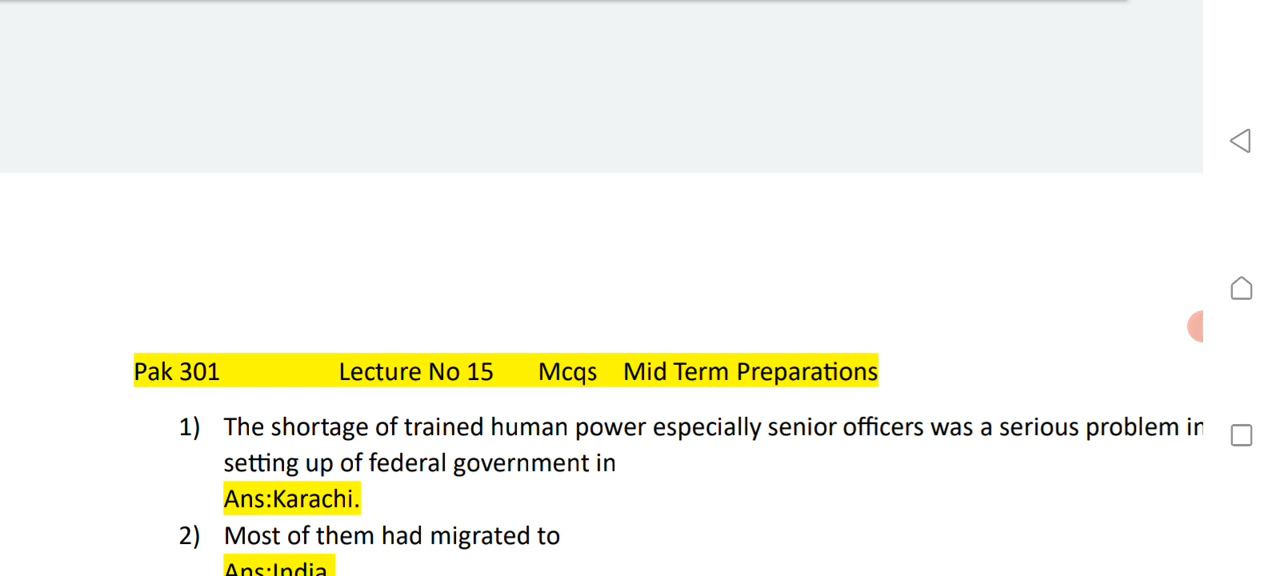 Pak 301 Lecture No 15 Mcqs Mid Term Preparations
1) The shortage of trained human power especially senior officers was a serious problem in
setting up of federal government in
Ans:Karachi.
2) Most of them had migrated to
Ans:India